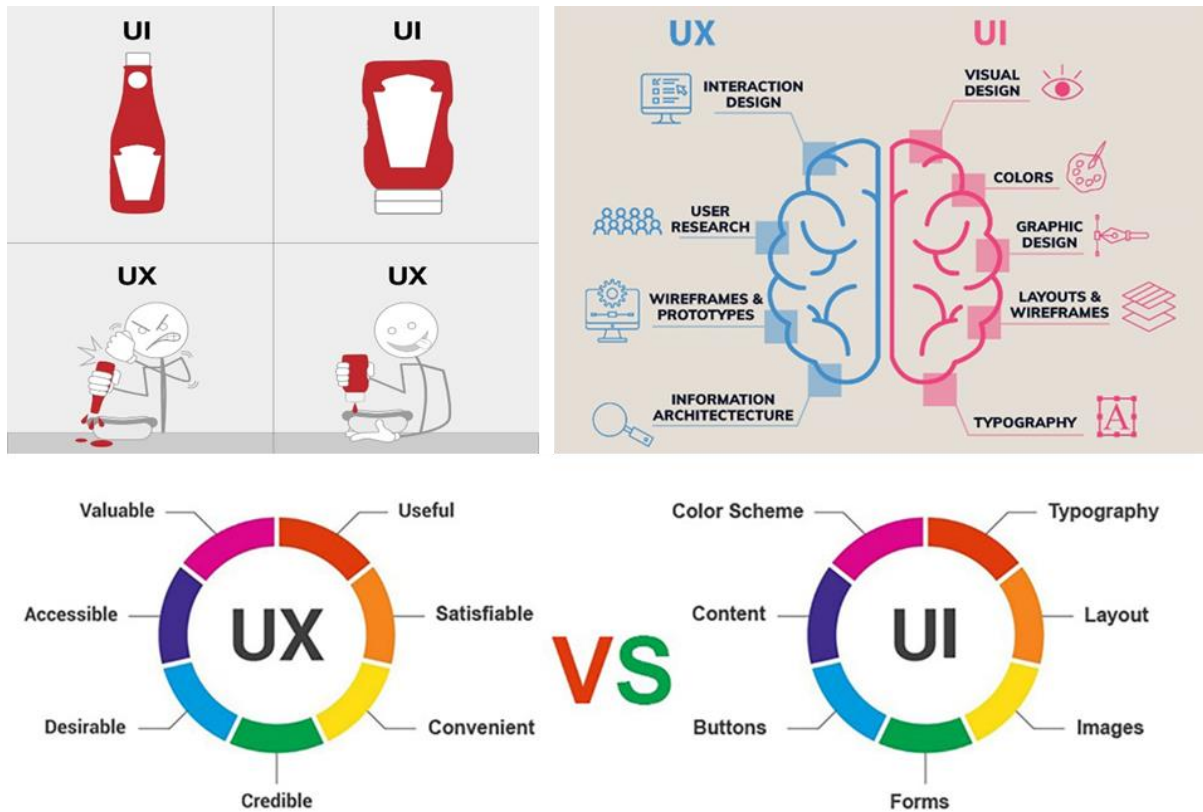 UI
UI
UX
UX
UX
UI
INTERACTION
DESIGN
USER
RESEARCH
WIREFRAMES &
PROTOTYPES
INFORMATION
ARCHITECTECTURE
VISUAL
DESIGN
COLORS
GRAPHIC
DESIGN
LAYOUTS &
WIREFRAMES
TYPOGRAPHY
A
Valuable
Useful
Accessible
Satisfiable
UX
Desirable
Convenient
Credible
VS
Color Scheme
Typography
Content
Layout
UI
Buttons
Images
Forms